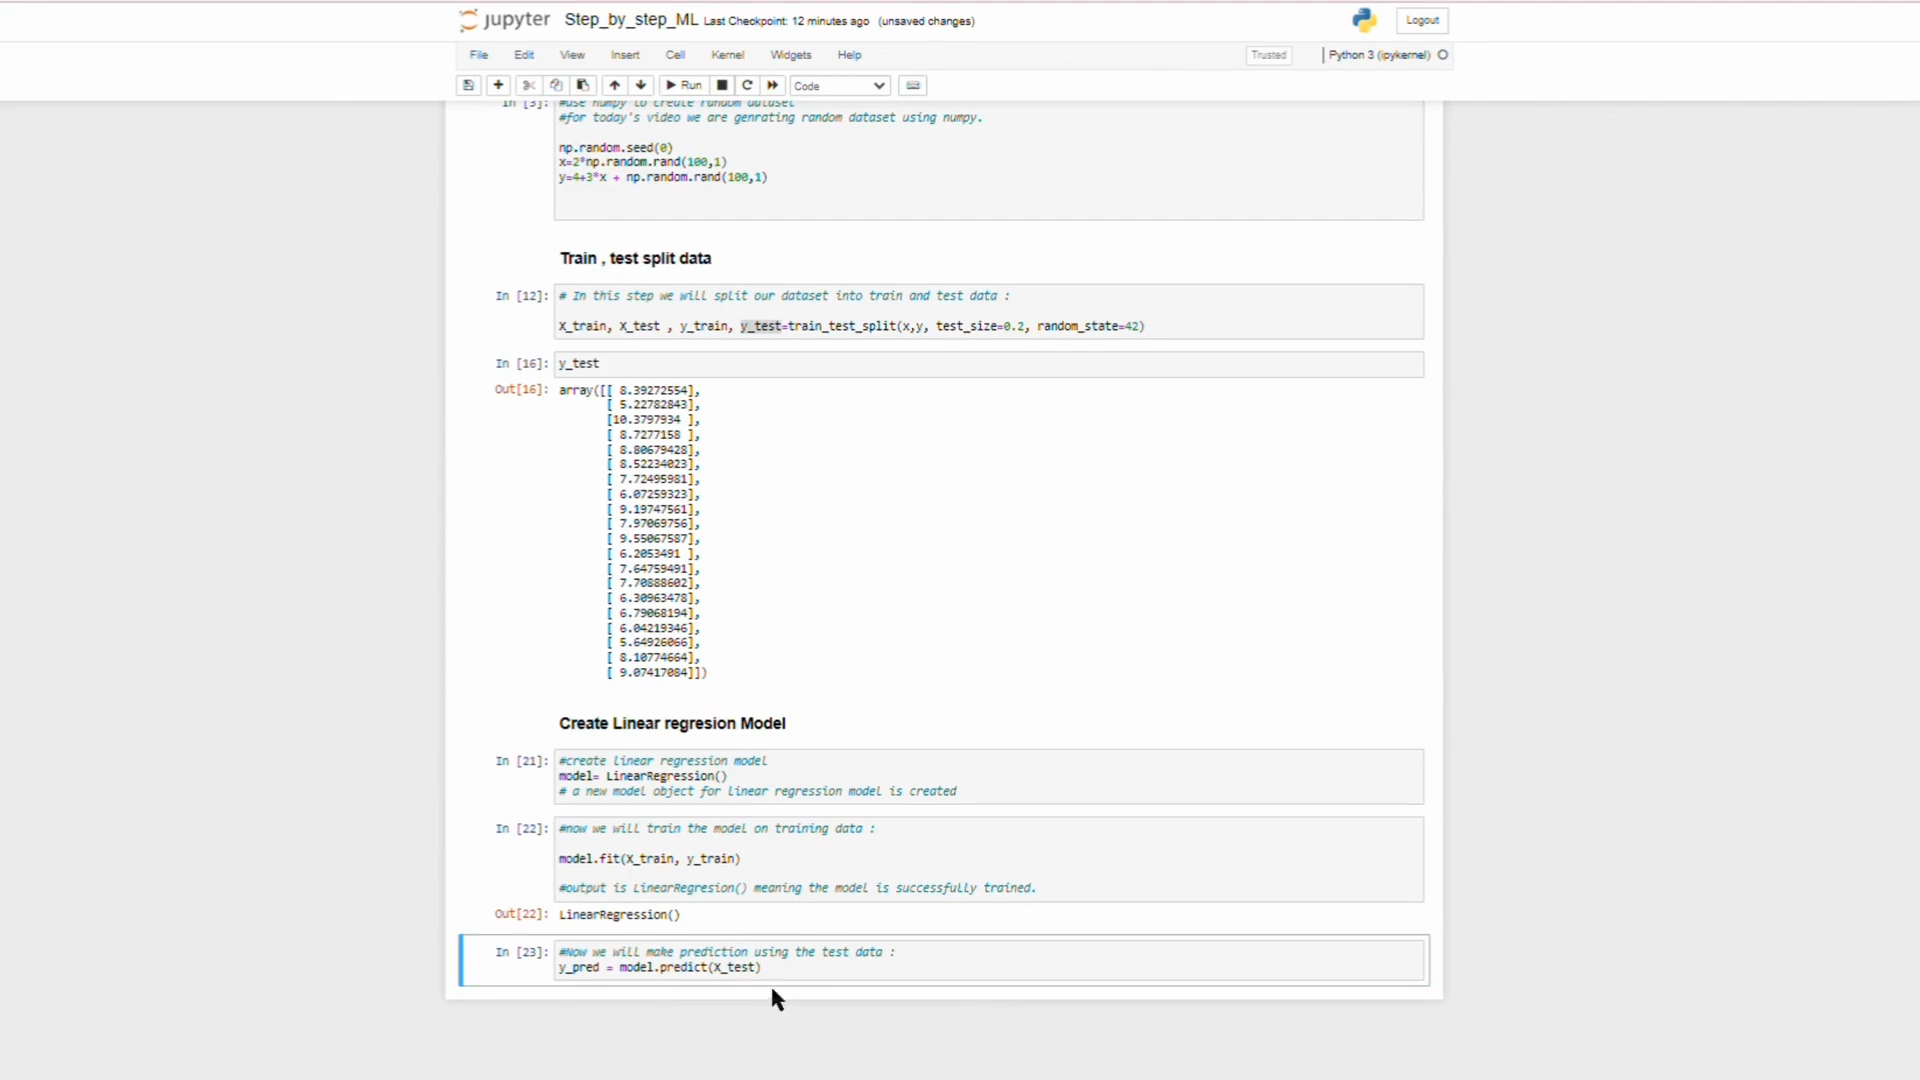 jupyter Step_by_step_ML Last Checkpoint: 12 minutes ago (unsaved changes) Logout
File Edit View Insert Cell Kernel Widgets Help Trusted Python 3 (ipykernel)
Run Code
In [3]: #use numpy to create random dataset
#for today's video we are genrating random dataset using numpy.
np.random.seed(0)
x=2*np.random.rand(100,1)
y=4+3*x + np.random.rand(100,1)
Train , test split data
In [12]: # In this step we will split our dataset into train and test data :
X_train, X_test , y_train, y_test=train_test_split(x,y, test_size=0.2, random_state=42)
In [16]: y_test
Out[16]: array([[ 8.39272554],
[ 5.22782843],
[10.3797934 ],
[ 8.7277158 ],
[ 8.80679428],
[ 8.52234023],
[ 7.72495981],
[ 6.07259323],
[ 9.19747561],
[ 7.97069756],
[ 9.55067587],
[ 6.2053491 ],
[ 7.64759491],
[ 7.70888602],
[ 6.30963478],
[ 6.79068194],
[ 6.04219346],
[ 5.64926066],
[ 8.10774664],
[ 9.07417084]])
Create Linear regresion Model
In [21]: #create linear regression model
model= LinearRegression()
# a new model object for linear regression model is created
In [22]: #now we will train the model on training data :
model.fit(X_train, y_train)
#output is LinearRegresion() meaning the model is successfully trained.
Out[22]: LinearRegression()
In [23]: #Now we will make prediction using the test data :
y_pred = model.predict(X_test)